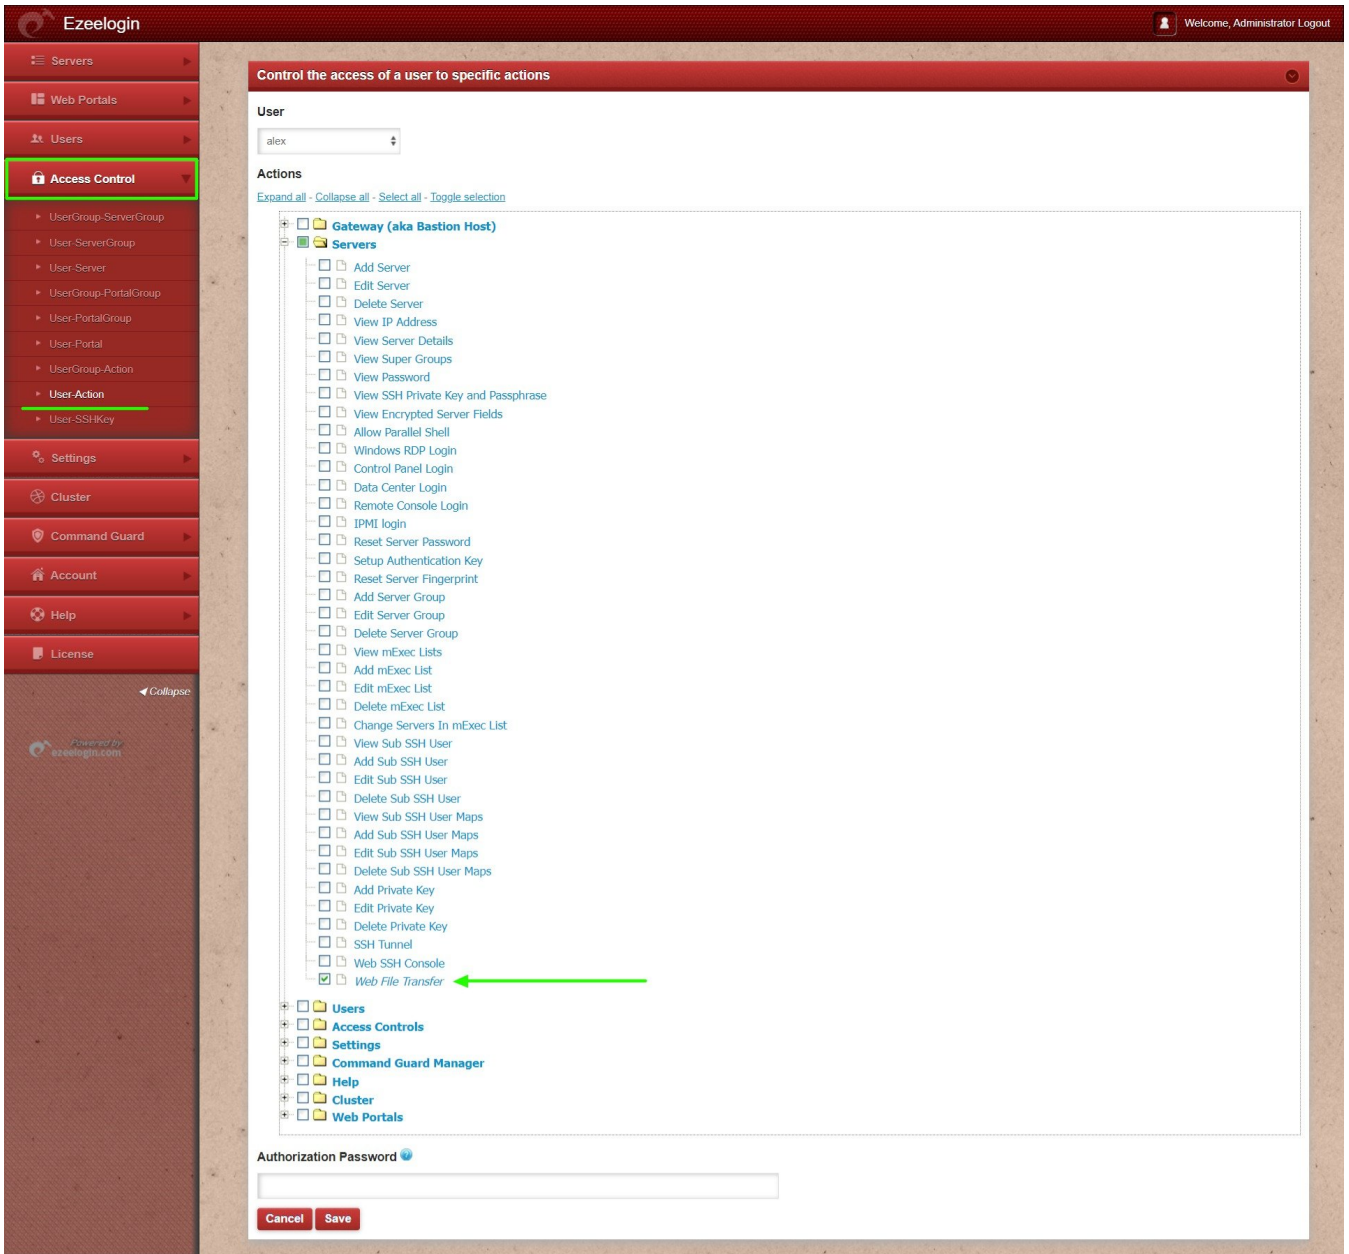 Ezeelogin
Welcome, Administrator Logout
Servers
Web Portals
Users
Access Control
UserGroup-ServerGroup
User-ServerGroup
User-Server
UserGroup-PortalGroup
User-PortalGroup
User-Portal
UserGroup-Action
User-Action
User-SSHKey
Settings
Cluster
Command Guard
Account
Help
License
Collapse
Powered by
ezeelogin.com
Control the access of a user to specific actions
User
alex
Actions
Expand all - Collapse all - Select all - Toggle selection
Gateway (aka Bastion Host)
Servers
Add Server
Edit Server
Delete Server
View IP Address
View Server Details
View Super Groups
View Password
View SSH Private Key and Passphrase
View Encrypted Server Fields
Allow Parallel Shell
Windows RDP Login
Control Panel Login
Data Center Login
Remote Console Login
IPMI login
Reset Server Password
Setup Authentication Key
Reset Server Fingerprint
Add Server Group
Edit Server Group
Delete Server Group
View mExec Lists
Add mExec List
Edit mExec List
Delete mExec List
Change Servers In mExec List
View Sub SSH User
Add Sub SSH User
Edit Sub SSH User
Delete Sub SSH User
View Sub SSH User Maps
Add Sub SSH User Maps
Edit Sub SSH User Maps
Delete Sub SSH User Maps
Add Private Key
Edit Private Key
Delete Private Key
SSH Tunnel
Web SSH Console
Web File Transfer
Users
Access Controls
Settings
Command Guard Manager
Help
Cluster
Web Portals
Authorization Password
Cancel Save